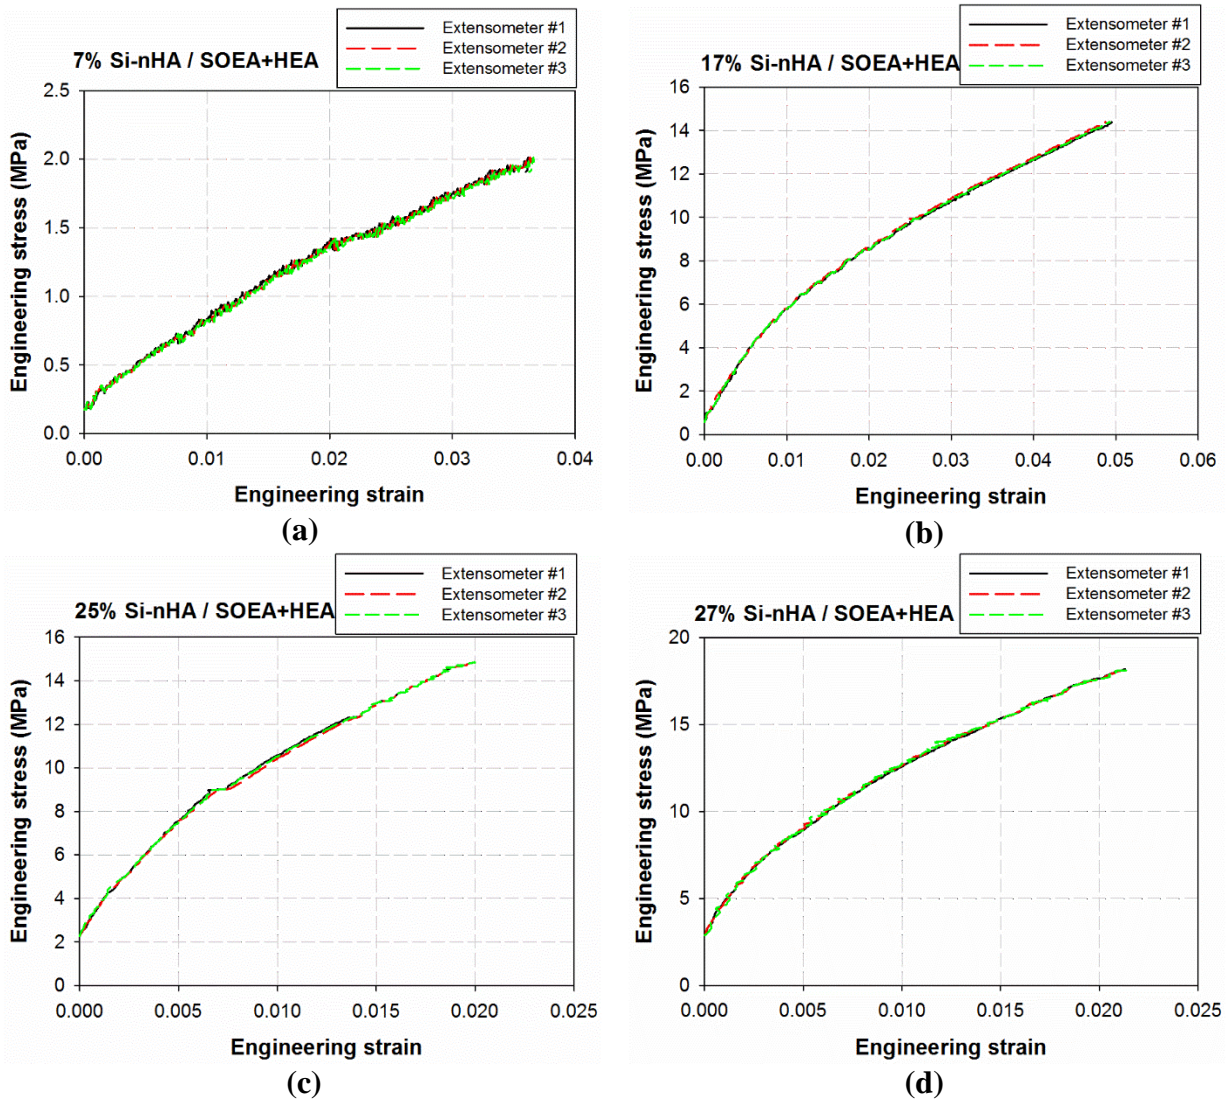 Extensometer #1
Extensometer #2
Extensometer #3
7% Si-nHA / SOEA+HEA
Engineering stress (MPa)
2.5
2.0
1.5
1.0
0.5
0.0
0.00 0.01 0.02 0.03 0.04
Engineering strain
(a)
Extensometer #1
Extensometer #2
Extensometer #3
17% Si-nHA / SOEA+HEA
Engineering stress (MPa)
16
14
12
10
8
6
4
2
0
0.00 0.01 0.02 0.03 0.04 0.05 0.06
Engineering strain
(b)
Extensometer #1
Extensometer #2
Extensometer #3
25% Si-nHA / SOEA+HEA
Engineering stress (MPa)
16
14
12
10
8
6
4
2
0
0.000 0.005 0.010 0.015 0.020 0.025
Engineering strain
(c)
Extensometer #1
Extensometer #2
Extensometer #3
27% Si-nHA / SOEA+HEA
Engineering stress (MPa)
20
15
10
5
0
0.000 0.005 0.010 0.015 0.020 0.025
Engineering strain
(d)